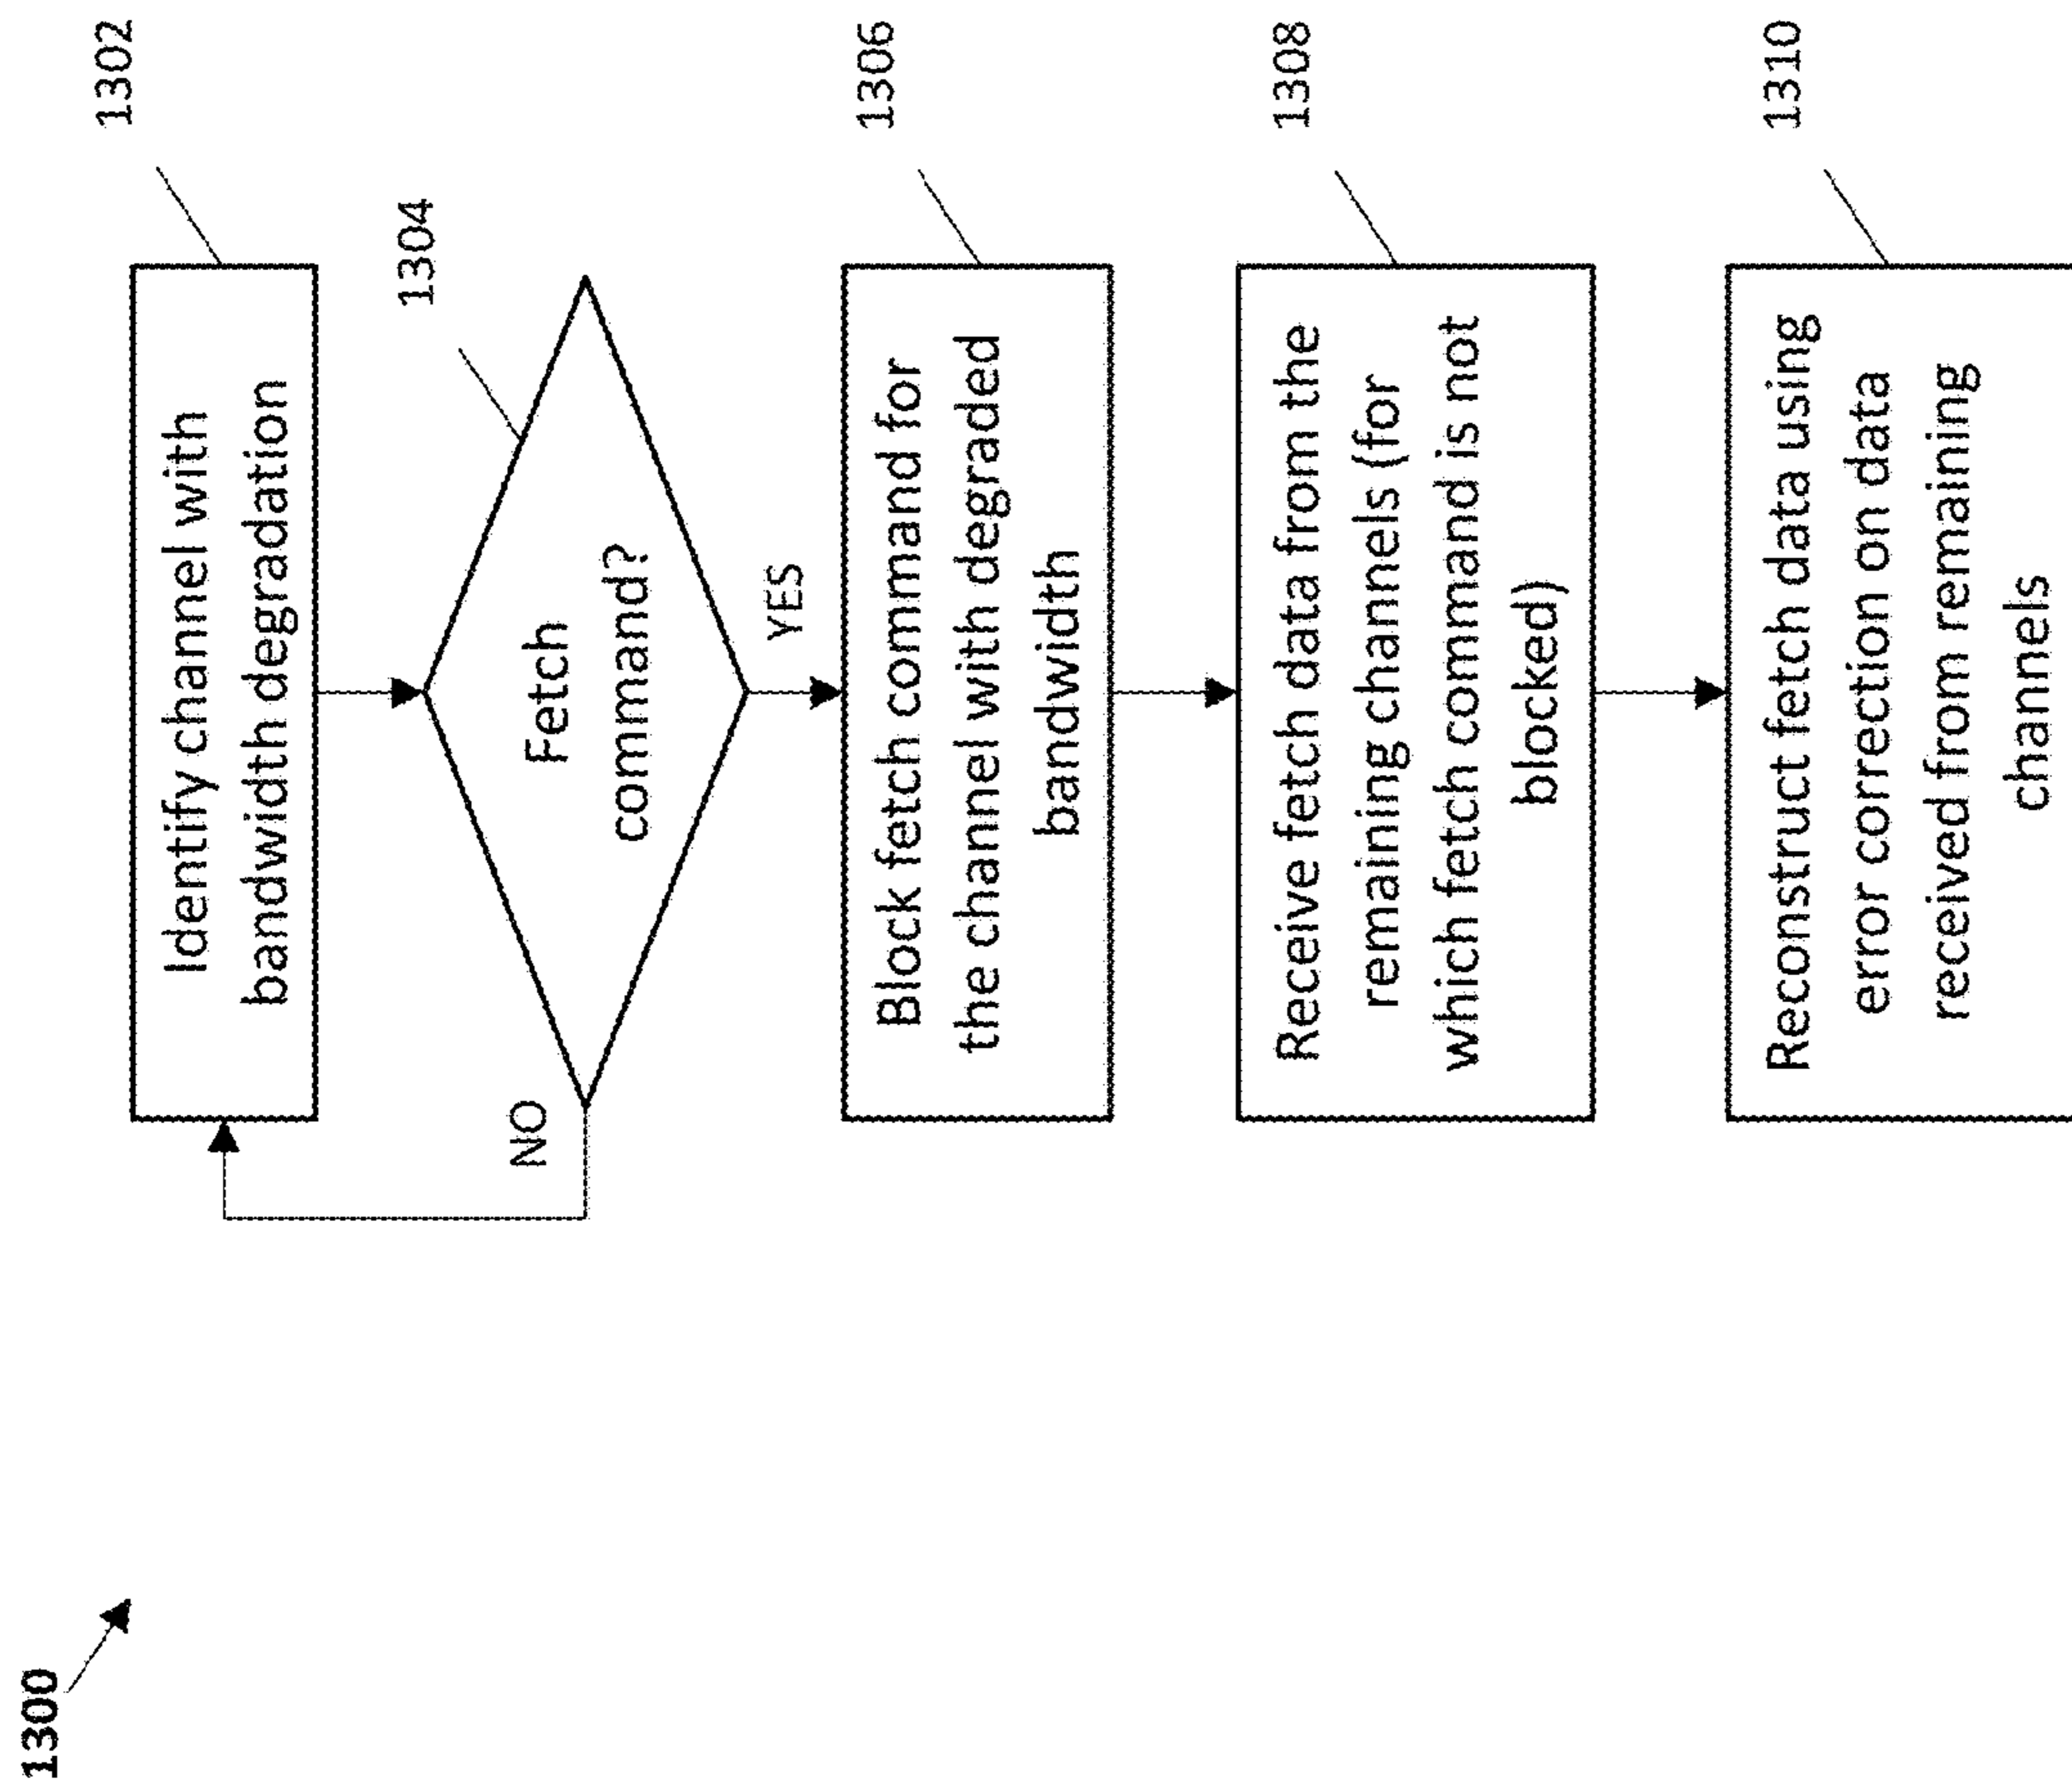 1300
1302
Identify channel with
bandwidth degradation
1304
Fetch
command?
NO
YES
1306
Block fetch command for
the channel with degraded
bandwidth
1308
Receive fetch data from the
remaining channels (for
which fetch command is not
blocked)
1310
Reconstruct fetch data using
error correction on data
received from remaining
channels